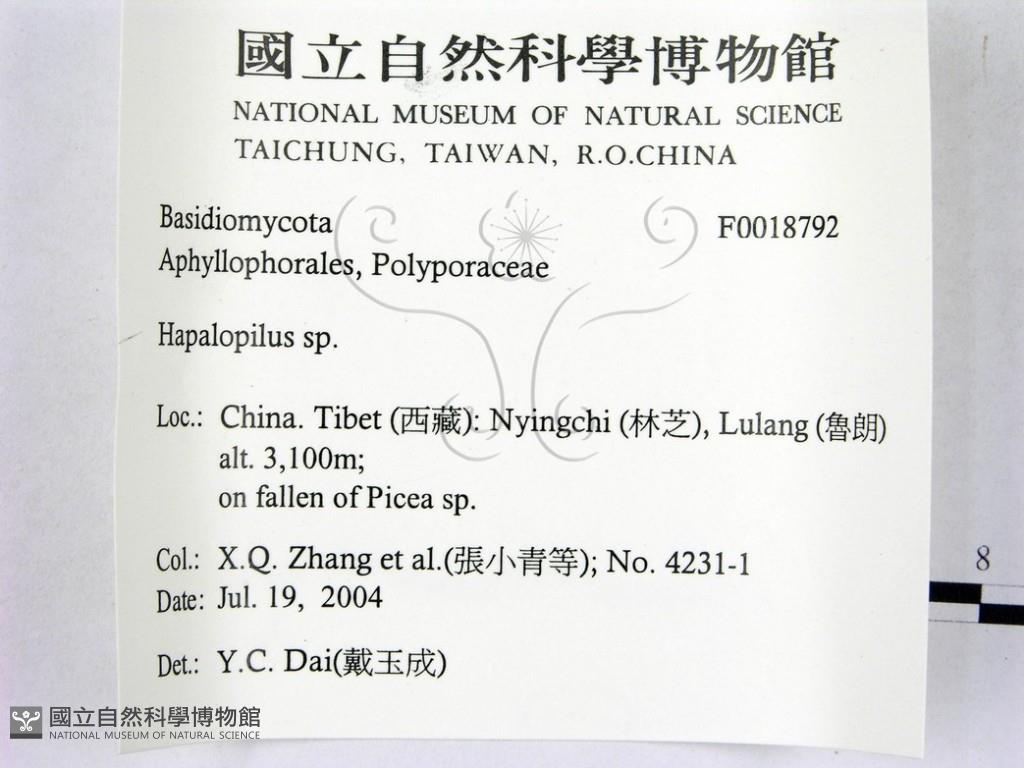 國立自然科學博物館
NATIONAL MUSEUM OF NATURAL SCIENCE
TAICHUNG, TAIWAN, R.O.CHINA
Basidiomycota F0018792
Aphyllophorales, Polyporaceae
Hapalopilus sp.
Loc.: China. Tibet (西藏): Nyingchi (林芝), Lulang (魯朗)
alt. 3,100m;
on fallen of Picea sp.
Col.: X.Q. Zhang et al.(張小青等); No. 4231-1
Date: Jul. 19, 2004
Det.: Y.C. Dai(戴玉成)
8
國立自然科學博物館
NATIONAL MUSEUM OF NATURAL SCIENCE